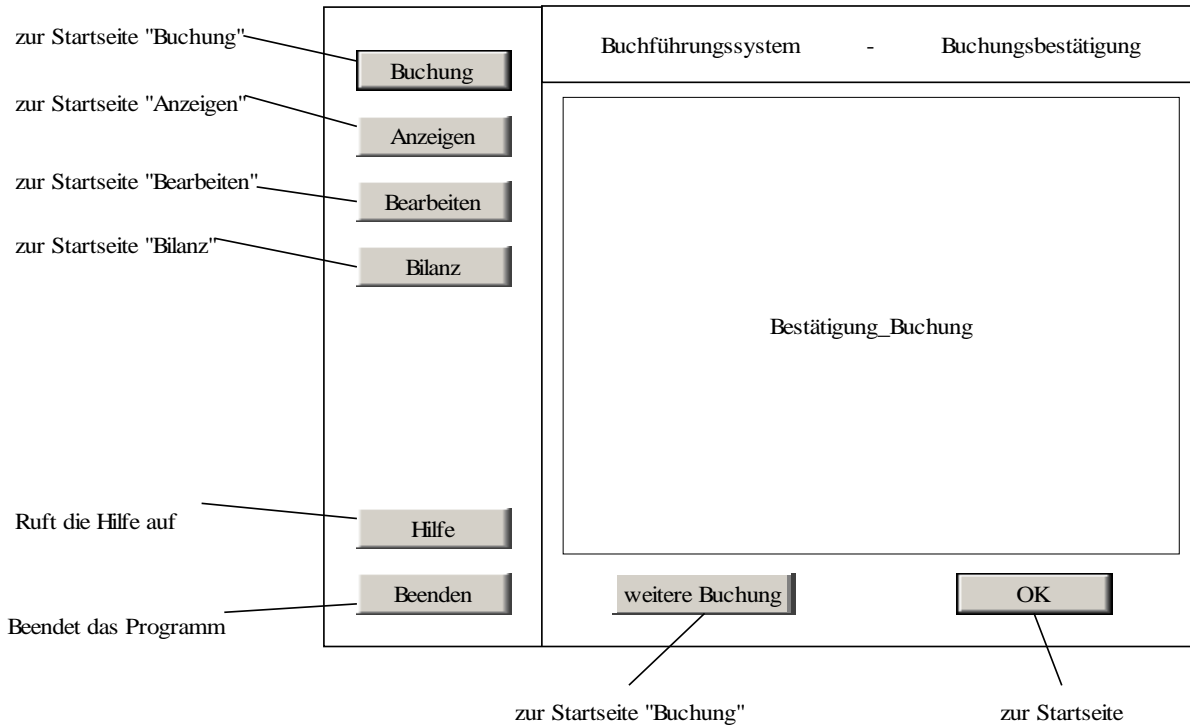 zur Startseite "Buchung"
zur Startseite "Anzeigen"
zur Startseite "Bearbeiten"
zur Startseite "Bilanz"
Ruft die Hilfe auf
Beendet das Programm
Buchung
Anzeigen
Bearbeiten
Bilanz
Hilfe
Beenden
Buchführungssystem - Buchungsbestätigung
Bestätigung_Buchung
weitere Buchung
OK
zur Startseite "Buchung"
zur Startseite